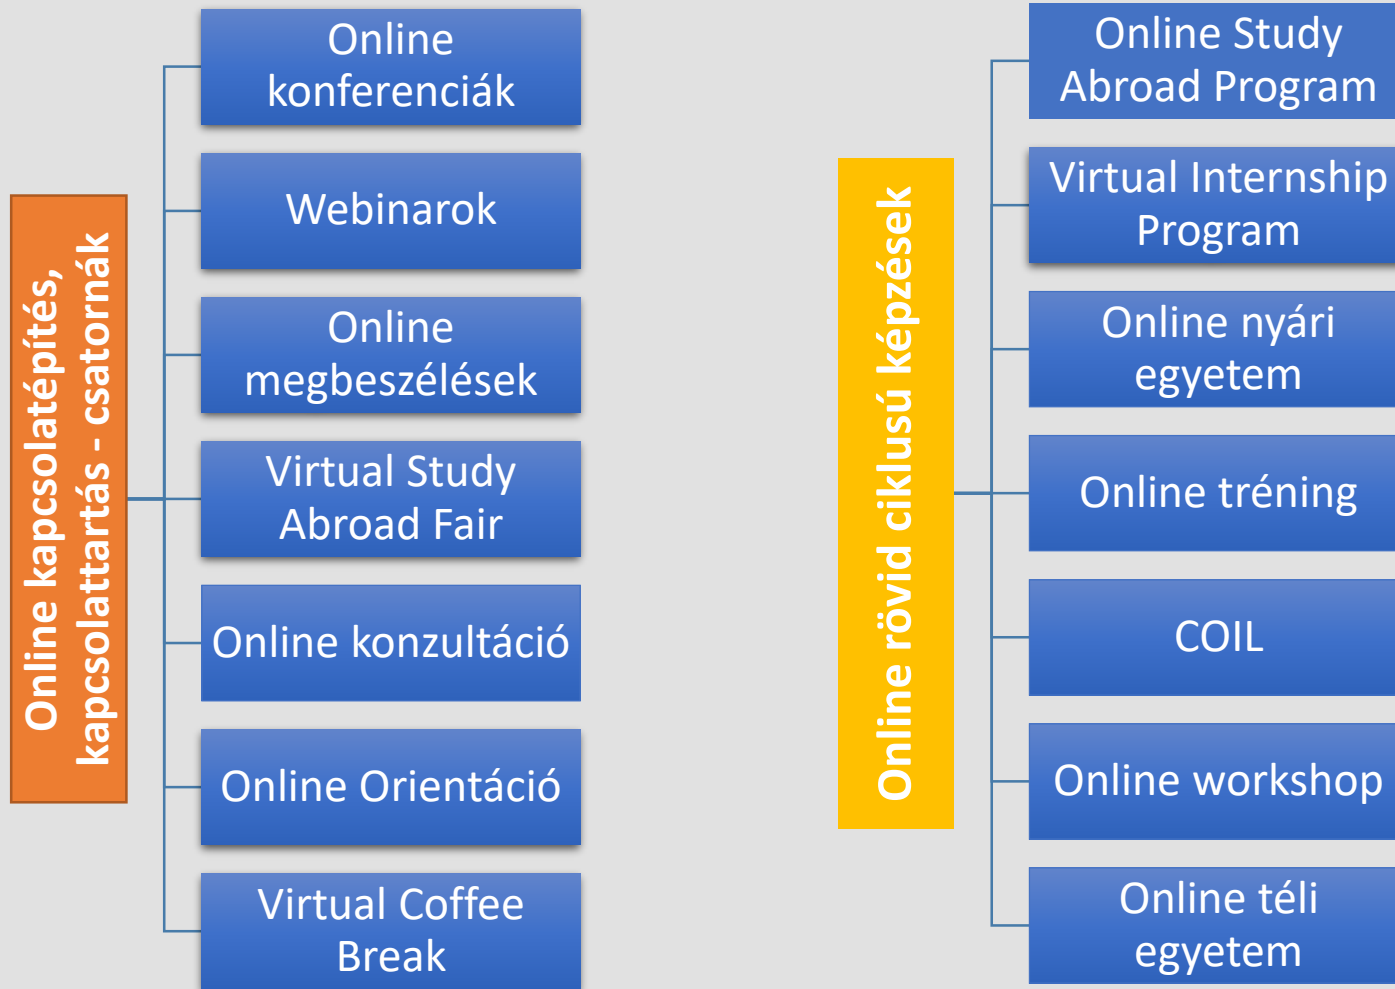 Online kapcsolatépítés,
kapcsolattartás - csatornák
Online
konferenciák
Webinarok
Online
megbeszélések
Virtual Study
Abroad Fair
Online konzultáció
Online Orientáció
Virtual Coffee
Break
Online rövid ciklusú képzések
Online Study
Abroad Program
Virtual Internship
Program
Online nyári
egyetem
Online tréning
COIL
Online workshop
Online téli
egyetem